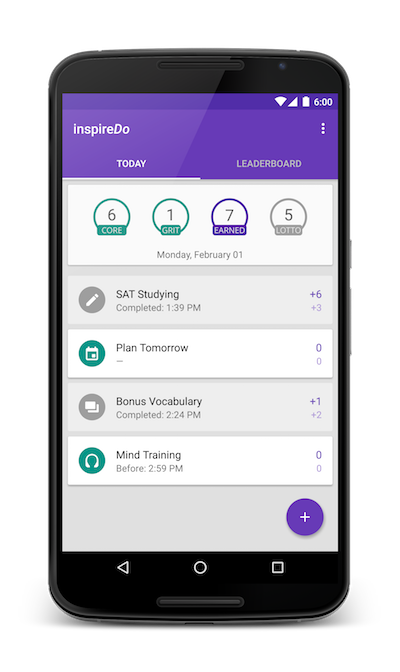 6:00
inspireDo
TODAY
LEADERBOARD
6
1
7
5
CORE
GRIT
EARNED
LOTTO
Monday, February 01
SAT Studying
+6
Completed: 1:39 PM
+3
Plan Tomorrow
0
—
0
Bonus Vocabulary
+1
Completed: 2:24 PM
+2
Mind Training
0
Before: 2:59 PM
0
+